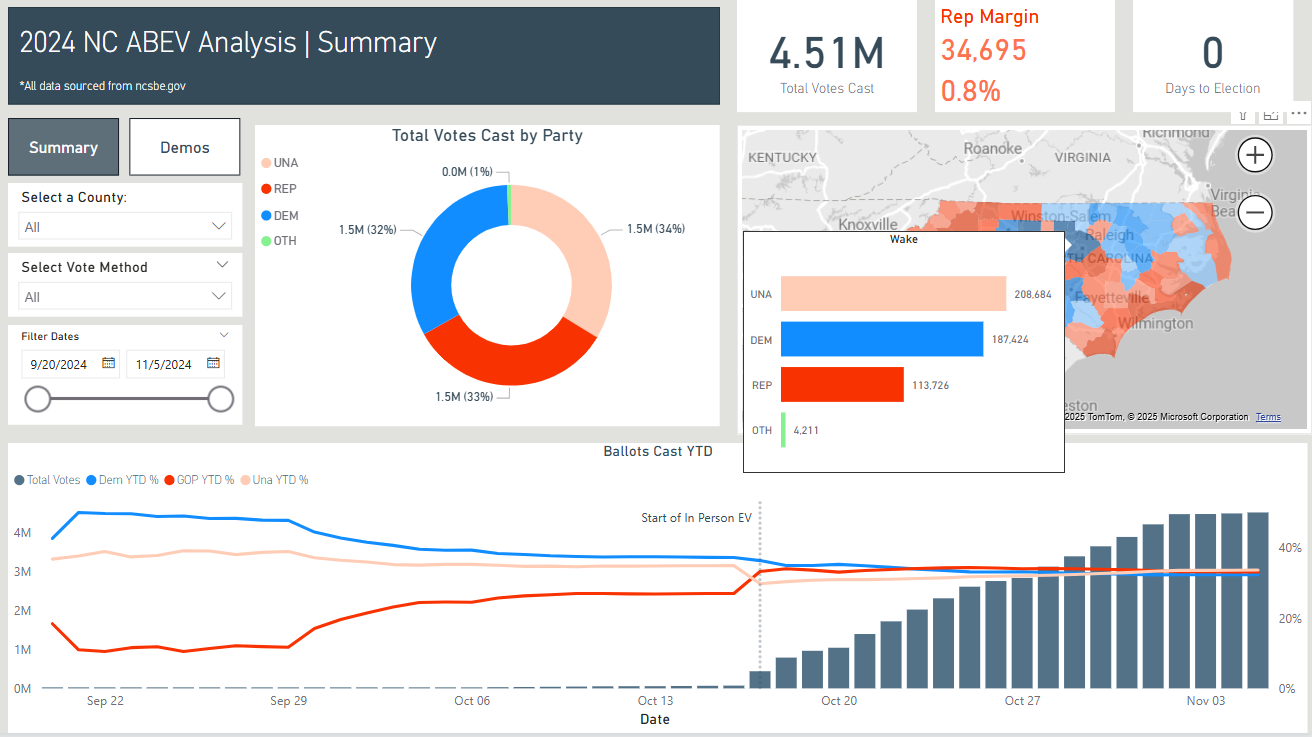 2024 NC ABEV Analysis | Summary
*All data sourced from ncsbe.gov
4.51M
Total Votes Cast
Rep Margin
34,695
0.8%
0
Days to Election
Summary
Demos
Select a County:
All
Select Vote Method
All
Filter Dates
9/20/2024
11/5/2024
Total Votes Cast by Party
UNA
REP
DEM
OTH
0.0M (1%)
1.5M (32%)
1.5M (34%)
1.5M (33%)
Richmond
Roanoke
KENTUCKY
VIRGINIA
Virginia
Bea
Knoxville
Winston-Salem
Raleigh
TH CAROLINA
Fayetteville
Wilmington
eston
2025 TomTom, © 2025 Microsoft Corporation Terms
Wake
UNA 208,684
DEM 187,424
REP 113,726
OTH 4,211
Ballots Cast YTD
Total Votes Dem YTD % GOP YTD % Una YTD %
Start of In Person EV
4M
3M
2M
1M
0M
40%
20%
0%
Sep 22 Sep 29 Oct 06 Oct 13 Oct 20 Oct 27 Nov 03
Date